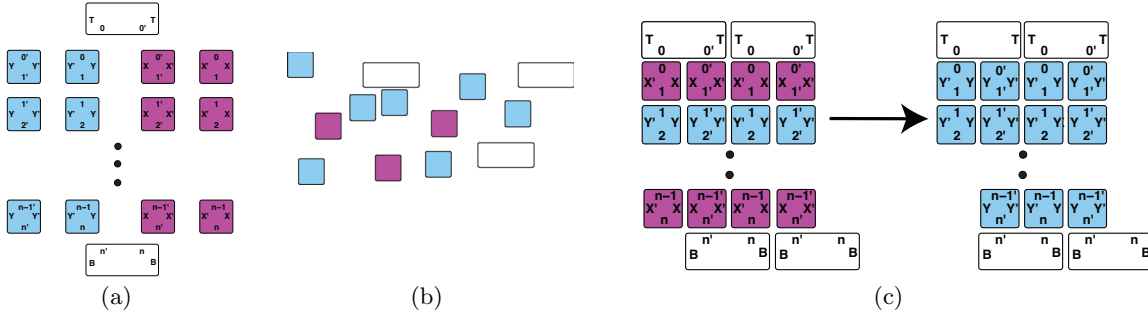 T T
0 0'
0' 0 0' 0
Y Y' Y' Y X X' X' X
1' 1 1' 1
1' 1 1' 1
Y Y' Y' Y X X' X' X
2' 2 2' 2
n-1' n-1 n-1' n-1
Y Y' Y' Y X X' X' X
n' n n' n
n' n
B B
(a)
(b)
T T T T
0 0' 0 0'
0 0' 0 0'
X' X X X' X' X X X'
1 1' 1 1'
1 1' 1 1'
Y' Y Y Y' Y' Y Y Y'
2 2' 2 2'
n-1 n-1' n-1 n-1'
X' X X X' X' X X X'
n n' n n'
n' n n' n
B B B B
T T T T
0 0' 0 0'
0 0' 0 0'
Y' Y Y Y' Y' Y Y Y'
1 1' 1 1'
1 1' 1 1'
Y' Y Y Y' Y' Y Y Y'
2 2' 2 2'
n-1' n-1 n-1'
Y Y' Y' Y Y Y'
n' n n'
n' n n' n
B B B B
(c)